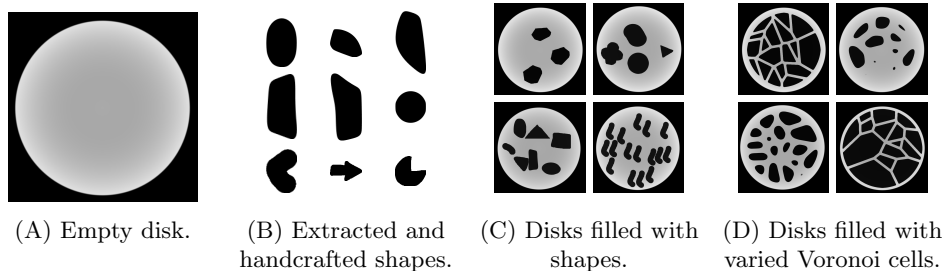 (A) Empty disk.
(B) Extracted and
handcrafted shapes.
(C) Disks filled with
shapes.
(D) Disks filled with
varied Voronoi cells.